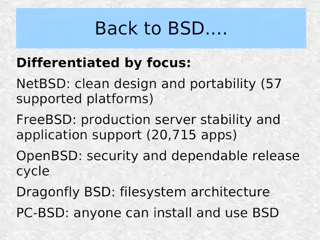 Back to BSD....
Differentiated by focus:
NetBSD: clean design and portability (57
supported platforms)
FreeBSD: production server stability and
application support (20,715 apps)
OpenBSD: security and dependable release
cycle
Dragonfly BSD: filesystem architecture
PC-BSD: anyone can install and use BSD